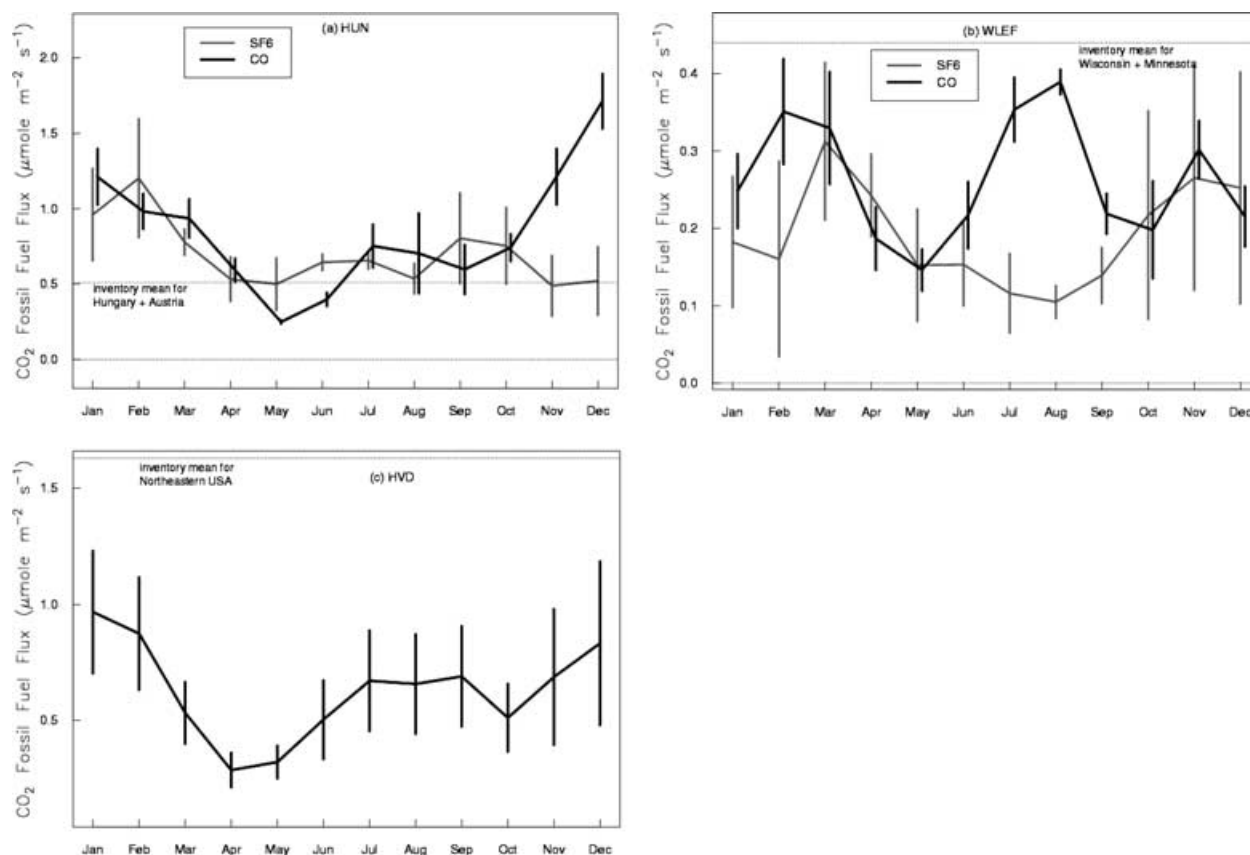 (a) HUN
SF6
CO
CO₂ Fossil Fuel Flux (μmole m⁻² s⁻¹)
2.0
1.5
1.0
0.5
0.0
inventory mean for
Hungary + Austria
Jan Feb Mar Apr May Jun Jul Aug Sep Oct Nov Dec
(b) WLEF
SF6
CO
inventory mean for
Wisconsin + Minnesota
CO₂ Fossil Fuel Flux (μmole m⁻² s⁻¹)
0.4
0.3
0.2
0.1
0.0
Jan Feb Mar Apr May Jun Jul Aug Sep Oct Nov Dec
inventory mean for
Northeastern USA
(c) HVD
CO₂ Fossil Fuel Flux (μmole m⁻² s⁻¹)
1.5
1.0
0.5
Jan Feb Mar Apr May Jun Jul Aug Sep Oct Nov Dec